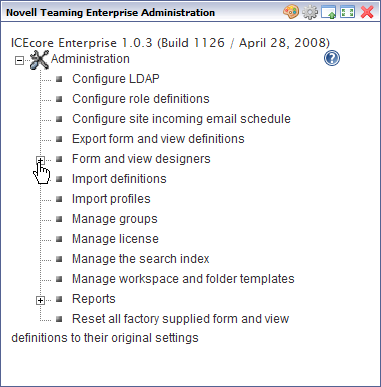 Novell Teaming Enterprise Administration
ICEcore Enterprise 1.0.3 (Build 1126 / April 28, 2008)
Administration
Configure LDAP
Configure role definitions
Configure site incoming email schedule
Export form and view definitions
Form and view designers
Import definitions
Import profiles
Manage groups
Manage license
Manage the search index
Manage workspace and folder templates
Reports
Reset all factory supplied form and view
definitions to their original settings